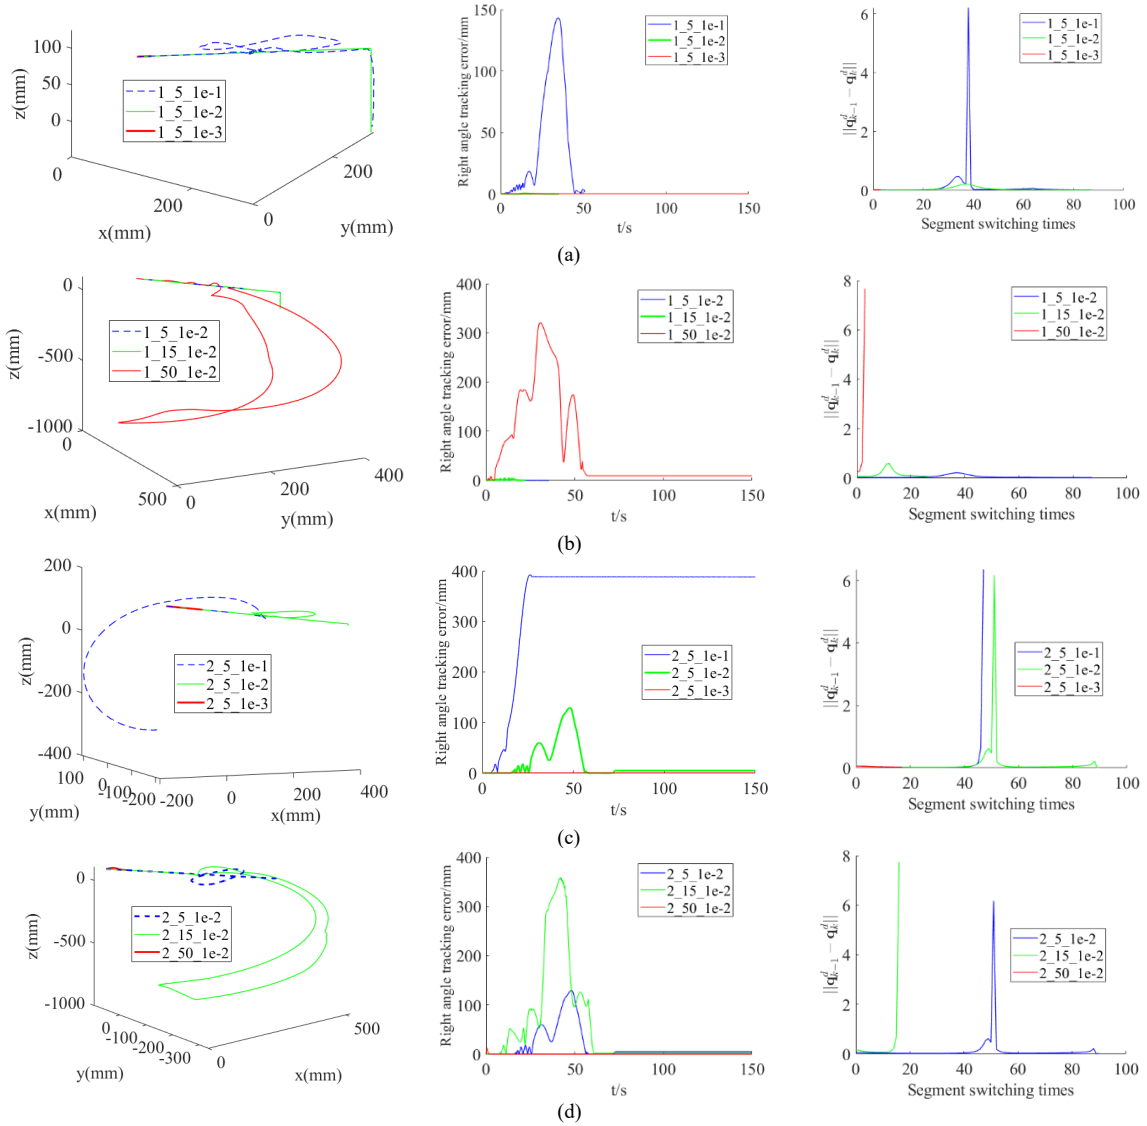 100
50
0
z(mm)
1_5_1e-1
1_5_1e-2
1_5_1e-3
0
200
x(mm)
0
200
y(mm)
150
100
50
0
Right angle tracking error/mm
1_5_1e-1
1_5_1e-2
1_5_1e-3
0
50
100
150
t/s
6
4
2
0
||q^d_{k-1} − q^d_k||
1_5_1e-1
1_5_1e-2
1_5_1e-3
0
20
40
60
80
100
Segment switching times
(a)
0
-500
-1000
z(mm)
1_5_1e-2
1_15_1e-2
1_50_1e-2
0
500
x(mm)
0
200
400
y(mm)
400
300
200
100
0
Right angle tracking error/mm
1_5_1e-2
1_15_1e-2
1_50_1e-2
0
50
100
150
t/s
8
6
4
2
0
||q^d_{k-1} − q^d_k||
1_5_1e-2
1_15_1e-2
1_50_1e-2
0
20
40
60
80
100
Segment switching times
(b)
200
0
-200
-400
z(mm)
2_5_1e-1
2_5_1e-2
2_5_1e-3
100
0
-100
-200
y(mm)
-200
0
200
400
x(mm)
400
300
200
100
0
Right angle tracking error/mm
2_5_1e-1
2_5_1e-2
2_5_1e-3
0
50
100
150
t/s
6
4
2
0
||q^d_{k-1} − q^d_k||
2_5_1e-1
2_5_1e-2
2_5_1e-3
0
20
40
60
80
100
Segment switching times
(c)
0
-500
-1000
z(mm)
2_5_1e-2
2_15_1e-2
2_50_1e-2
0
-100
-200
-300
y(mm)
0
500
x(mm)
400
300
200
100
0
Right angle tracking error/mm
2_5_1e-2
2_15_1e-2
2_50_1e-2
0
50
100
150
t/s
8
6
4
2
0
||q^d_{k-1} − q^d_k||
2_5_1e-2
2_15_1e-2
2_50_1e-2
0
20
40
60
80
100
Segment switching times
(d)